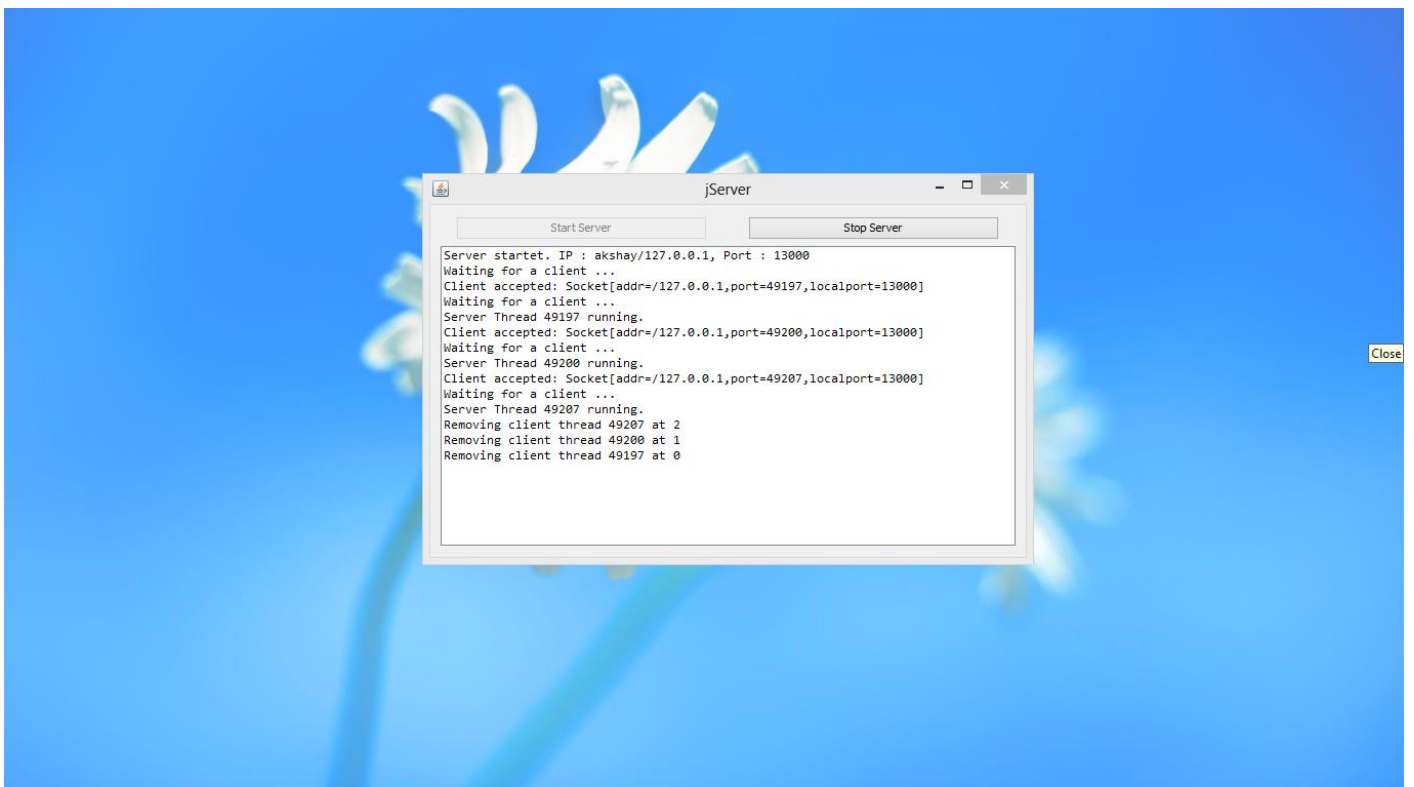 jServer
Start Server
Stop Server
Server startet. IP : akshay/127.0.0.1, Port : 13000
Waiting for a client ...
Client accepted: Socket[addr=/127.0.0.1,port=49197,localport=13000]
Waiting for a client ...
Server Thread 49197 running.
Client accepted: Socket[addr=/127.0.0.1,port=49200,localport=13000]
Waiting for a client ...
Server Thread 49200 running.
Client accepted: Socket[addr=/127.0.0.1,port=49207,localport=13000]
Waiting for a client ...
Server Thread 49207 running.
Removing client thread 49207 at 2
Removing client thread 49200 at 1
Removing client thread 49197 at 0
Close